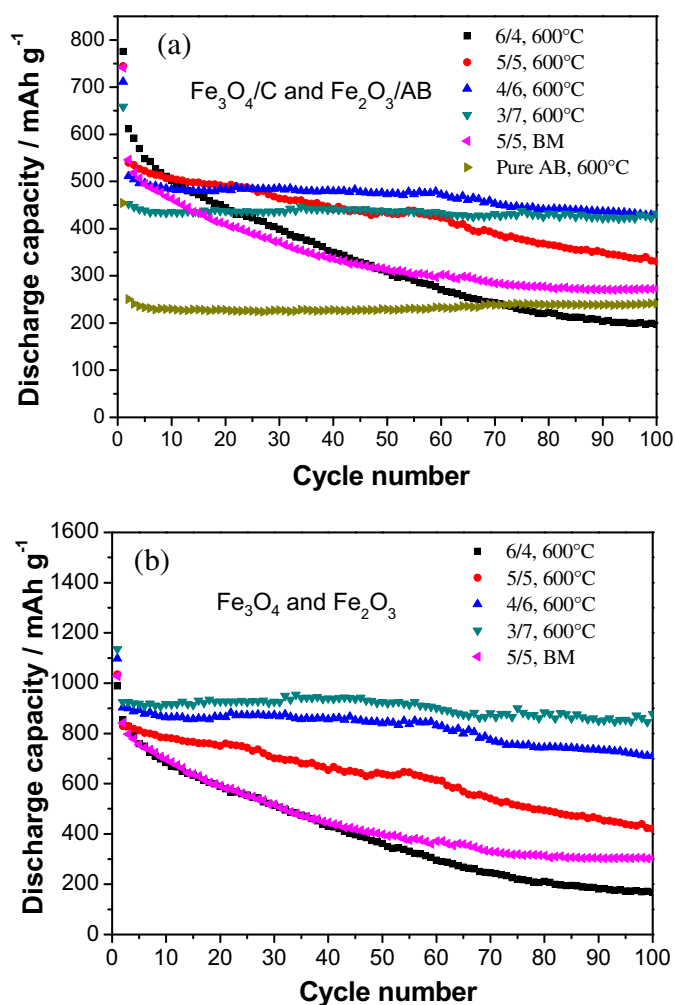 (a)
6/4, 600°C
5/5, 600°C
4/6, 600°C
3/7, 600°C
5/5, BM
Pure AB, 600°C
Fe₃O₄/C and Fe₂O₃/AB
Discharge capacity / mAh g⁻¹
800
700
600
500
400
300
200
100
0
0 10 20 30 40 50 60 70 80 90 100
Cycle number
(b)
6/4, 600°C
5/5, 600°C
4/6, 600°C
3/7, 600°C
5/5, BM
Fe₃O₄ and Fe₂O₃
Discharge capacity / mAh g⁻¹
1600
1400
1200
1000
800
600
400
200
0
0 10 20 30 40 50 60 70 80 90 100
Cycle number